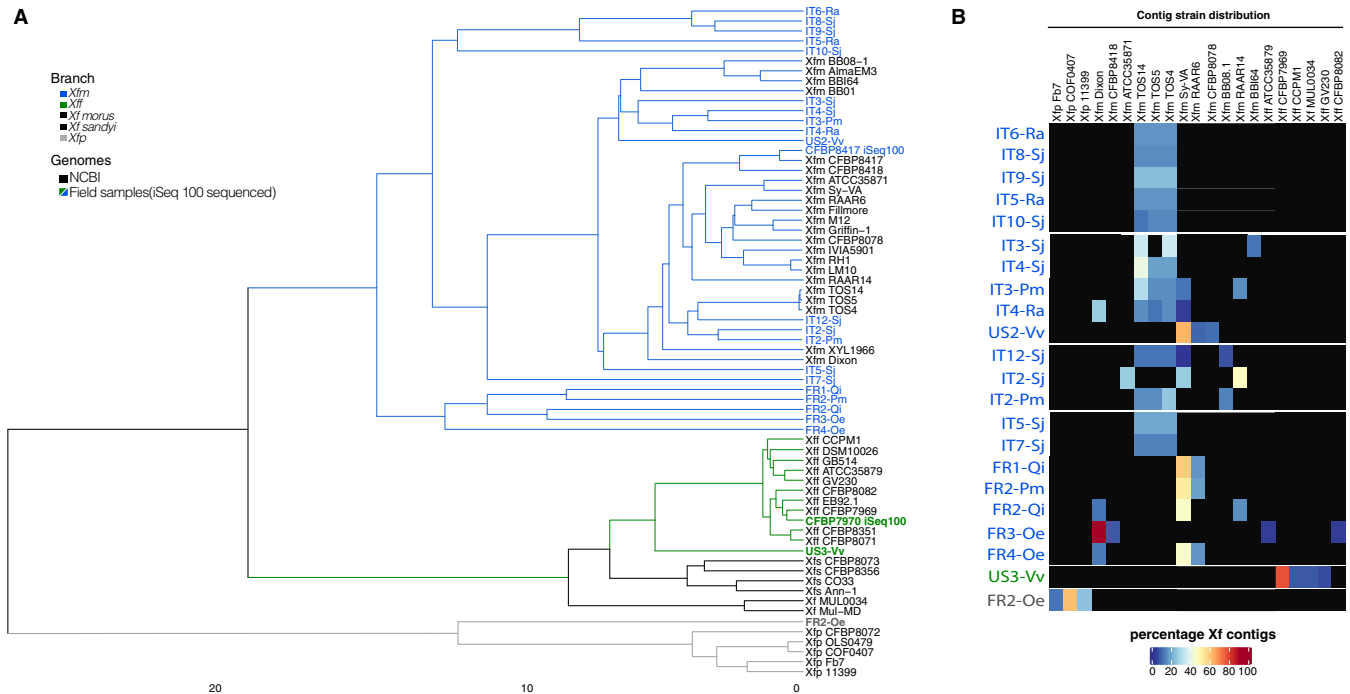 A
Branch
Xfm
Xff
Xf morus
Xf sandyi
Xfp
Genomes
NCBI
Field samples(iSeq 100 sequenced)
IT6-Ra
IT8-Sj
IT9-Sj
IT5-Ra
IT10-Sj
Xfm BB08-1
Xfm AlmaEM3
Xfm BBI64
Xfm BB01
IT3-Sj
IT4-Sj
IT3-Pm
IT4-Ra
US2-Vv
CFBP8417 iSeq100
Xfm CFBP8417
Xfm CFBP8418
Xfm ATCC35871
Xfm Sy-VA
Xfm RAAR6
Xfm Fillmore
Xfm M12
Xfm Griffin-1
Xfm CFBP8078
Xfm IVIA5901
Xfm RH1
Xfm LM10
Xfm RAAR14
Xfm TOS14
Xfm TOS5
Xfm TOS4
IT12-Sj
IT2-Sj
IT2-Pm
Xfm XYL1966
Xfm Dixon
IT5-Sj
IT7-Sj
FR1-Qi
FR2-Pm
FR2-Qi
FR3-Oe
FR4-Oe
Xff CCPM1
Xff DSM10026
Xff GB514
Xff ATCC35879
Xff GV230
Xff CFBP8082
Xff EB92.1
Xff CFBP7969
CFBP7970 iSeq100
Xff CFBP8351
Xff CFBP8071
US3-Vv
Xfs CFBP8073
Xfs CFBP8356
Xfs CO33
Xfs Ann-1
Xf MUL0034
Xf Mul-MD
FR2-Oe
Xfp CFBP8072
Xfp OLS0479
Xfp COF0407
Xfp Fb7
Xfp 11399
20 10 0
B
Contig strain distribution
Xfp Fb7
Xfp COF0407
Xfp 11399
Xfm Dixon
Xfm CFBP8418
Xfm ATCC35871
Xfm TOS14
Xfm TOS5
Xfm TOS4
Xfm Sy-VA
Xfm RAAR6
Xfm CFBP8078
Xfm BB08.1
Xfm RAAR14
Xfm BBI64
Xff ATCC35879
Xff CFBP7969
Xff CCPM1
Xf MUL0034
Xff GV230
Xff CFBP8082
IT6-Ra
IT8-Sj
IT9-Sj
IT5-Ra
IT10-Sj
IT3-Sj
IT4-Sj
IT3-Pm
IT4-Ra
US2-Vv
IT12-Sj
IT2-Sj
IT2-Pm
IT5-Sj
IT7-Sj
FR1-Qi
FR2-Pm
FR2-Qi
FR3-Oe
FR4-Oe
US3-Vv
FR2-Oe
percentage Xf contigs
0 20 40 60 80 100